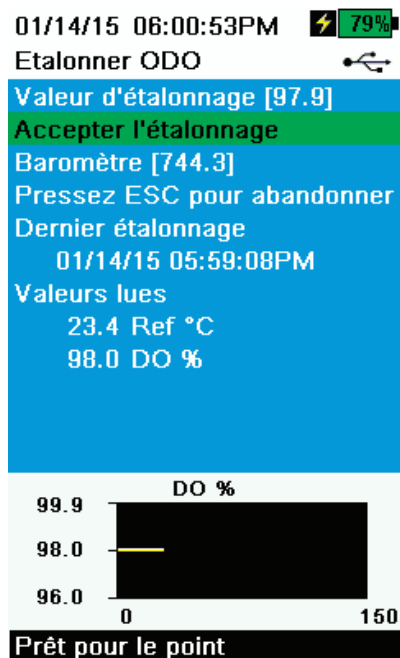 01/14/15 06:00:53PM 79%
Etalonner ODO
Valeur d'étalonnage [97.9]
Accepter l'étalonnage
Baromètre [744.3]
Pressez ESC pour abandonner
Dernier étalonnage
01/14/15 05:59:08PM
Valeurs lues
23.4 Ref °C
98.0 DO %
DO %
99.9
98.0
96.0
0 150
Prêt pour le point